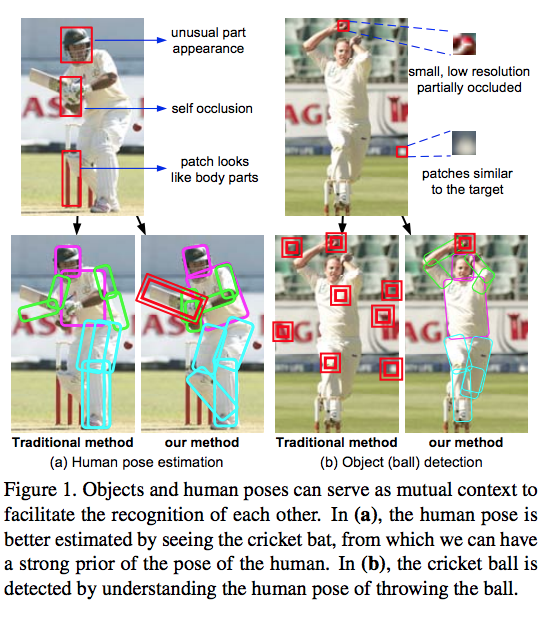 unusual part
appearance
self occlusion
patch looks
like body parts
small, low resolution
partially occluded
patches similar
to the target
Traditional method
our method
(a) Human pose estimation
Traditional method
our method
(b) Object (ball) detection
Figure 1. Objects and human poses can serve as mutual context to
facilitate the recognition of each other. In (a), the human pose is
better estimated by seeing the cricket bat, from which we can have
a strong prior of the pose of the human. In (b), the cricket ball is
detected by understanding the human pose of throwing the ball.